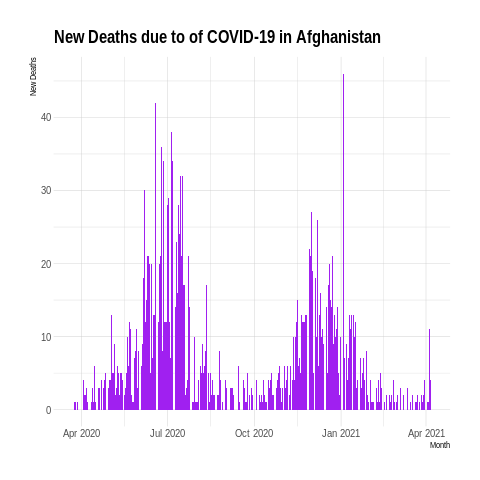 New Deaths due to of COVID-19 in Afghanistan
New Deaths
40
30
20
10
0
Apr 2020 Jul 2020 Oct 2020 Jan 2021 Apr 2021
Month